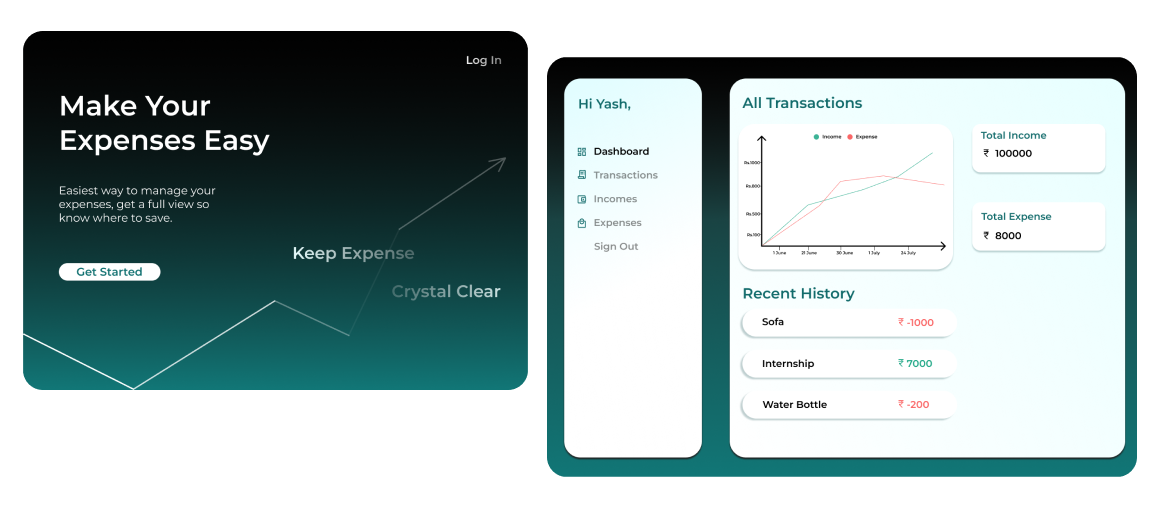 Log In
Make Your
Expenses Easy
Easiest way to manage your
expenses, get a full view so
know where to save.
Get Started
Keep Expense
Crystal Clear
Hi Yash,
Dashboard
Transactions
Incomes
Expenses
Sign Out
All Transactions
Income
Expense
Rs.1000
Rs.800
Rs.500
Rs.100
1 June
21 June
30 June
1 July
24 July
Total Income
₹ 100000
Total Expense
₹ 8000
Recent History
Sofa
₹ -1000
Internship
₹ 7000
Water Bottle
₹ -200